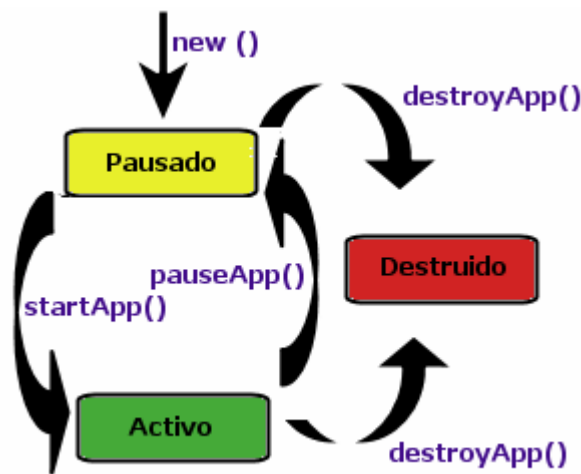 new ()
destroyApp()
Pausado
Destruido
pauseApp()
startApp()
Activo
destroyApp()